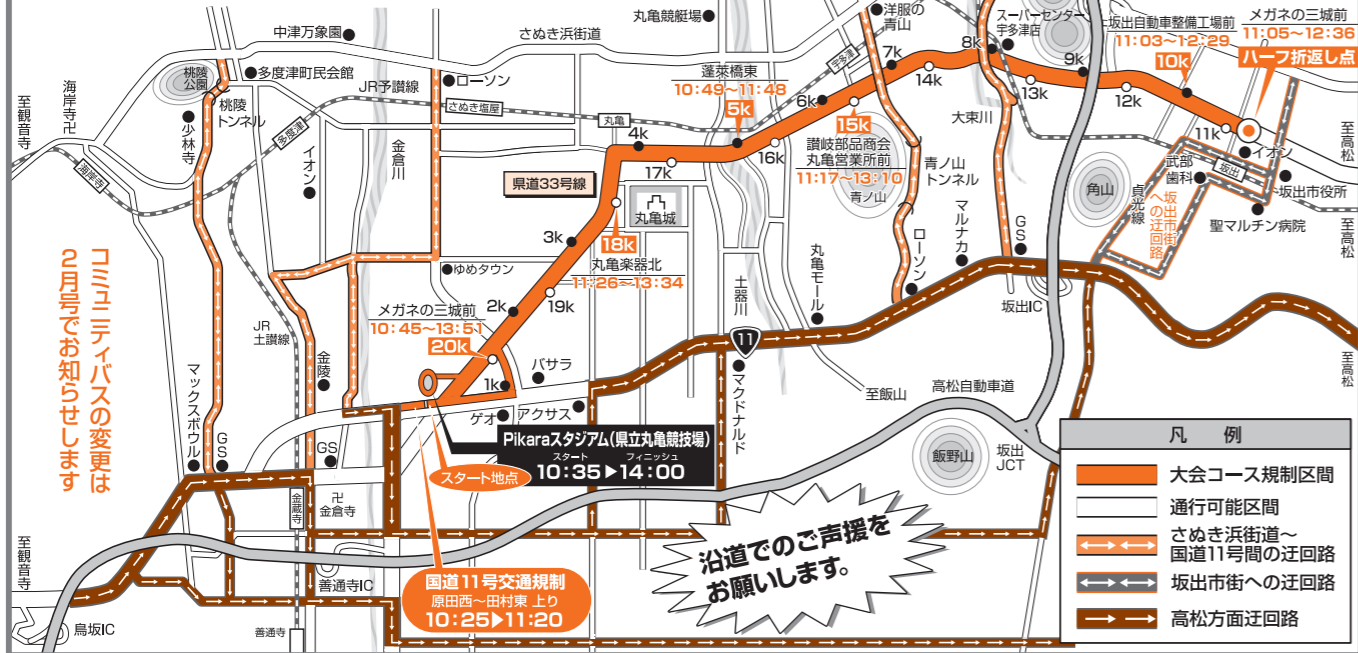 丸亀競艇場
洋服の
青山
スーパーセンター
宇多津店
坂出自動車整備工場前
11:03~12:29
メガネの三城前
11:05~12:36
ハーフ折返し点
中津万象園
さぬき浜街道
桃陵
公園
多度津町民会館
JR予讃線
ローソン
さぬき塩屋
丸亀
宇多津
蓬莱橋東
10:49~11:48
5k
6k
7k
8k
9k
10k
11k
12k
13k
14k
15k
16k
17k
4k
至観音寺
海岸寺卍
海岸寺
少林寺
桃陵
トンネル
多度津
イオン
金倉川
県道33号線
丸亀城
讃岐部品商会
丸亀営業所前
11:17~13:10
青ノ山
青ノ山
トンネル
大束川
角山
貞光線
坂出市街
への迂回路
武部
歯科
坂出
イオン
坂出市役所
聖マルチン病院
至高松
至高松
至高松
18k
丸亀楽器北
11:26~13:34
3k
19k
2k
ゆめタウン
メガネの三城前
10:45~13:51
20k
1k
土器川
丸亀モール
ローソン
マルナカ
GS
坂出IC
コミュニティバスの変更は
2月号でお知らせします
JR
土讃線
金陵
マックスボウル
GS
GS
バサラ
ゲオ
アクサス
11
マクドナルド
至飯山
高松自動車道
飯野山
坂出
JCT
Pikaraスタジアム(県立丸亀競技場)
スタート フィニッシュ
10:35▶14:00
スタート地点
金蔵寺
卍
金倉寺
至観音寺
鳥坂IC
善通寺IC
善通寺
国道11号交通規制
原田西~田村東 上り
10:25▶11:20
沿道でのご声援を
お願いします。
凡 例
大会コース規制区間
通行可能区間
さぬき浜街道~
国道11号間の迂回路
坂出市街への迂回路
高松方面迂回路